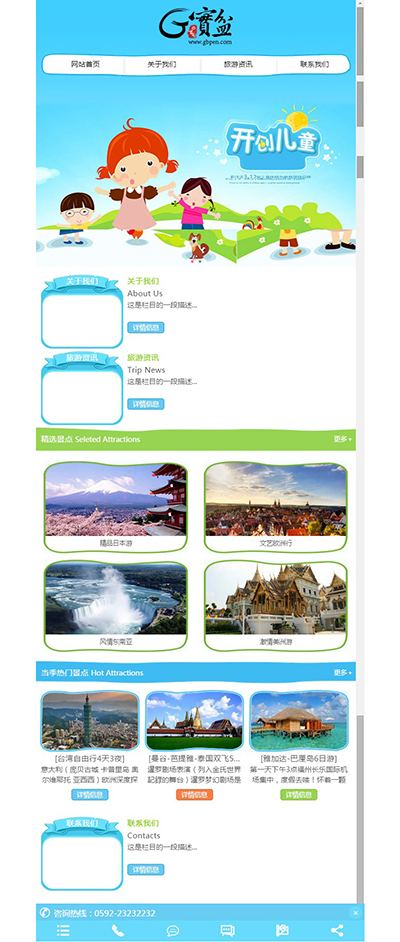 G寶盆
www.gbpen.com
网站首页 关于我们 旅游资讯 联系我们
开创儿童
关于我们
关于我们
About Us
这是栏目的一段描述...
详情信息
旅游资讯
旅游资讯
Trip News
这是栏目的一段描述...
详情信息
精选景点 Seleted Attractions 更多
精品日本游 文艺欧洲行
风情东南亚 激情美洲游
当季热门景点 Hot Attractions 更多
[台湾自由行4天3夜]
意大利（庞贝古城 卡普里岛 奥
尔维耶托 亚西西）欧洲深度探
详情信息
[曼谷-芭提雅-泰国双飞5...
暹罗剧场表演（列入金氏世界
記錄的舞台）暹罗梦幻剧场是
详情信息
[雅加达-巴厘岛6日游]
第一天下午3点福州长乐国际机
场集中，度假去喽！怀着一颗
详情信息
联系我们
联系我们
Contacts
这是栏目的一段描述...
详情信息
咨询热线：0592-23232232